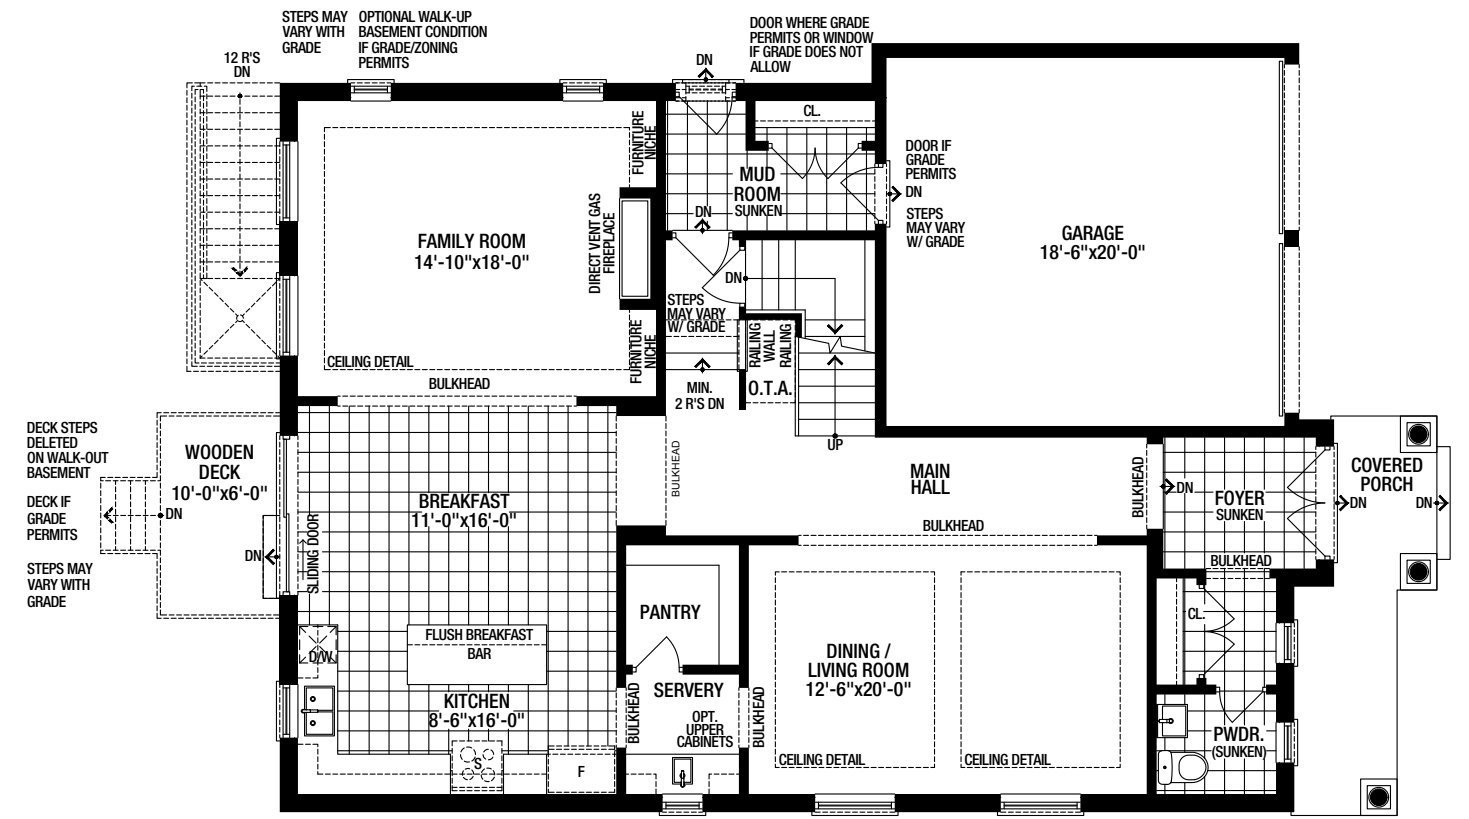 STEPS MAY
VARY WITH
GRADE
OPTIONAL WALK-UP
BASEMENT CONDITION
IF GRADE/ZONING
PERMITS
12 R'S
DN
DN
DOOR WHERE GRADE
PERMITS OR WINDOW
IF GRADE DOES NOT
ALLOW
CL.
FURNITURE
NICHE
MUD
ROOM
SUNKEN
DN
DOOR IF
GRADE
PERMITS
DN
STEPS
MAY VARY
W/ GRADE
FAMILY ROOM
14'-10"x18'-0"
DIRECT VENT GAS
FIREPLACE
GARAGE
18'-6"x20'-0"
DN
STEPS
MAY VARY
W/ GRADE
RAILING
WALL
RAILING
FURNITURE
NICHE
CEILING DETAIL
BULKHEAD
MIN.
2 R'S DN
O.T.A.
UP
DECK STEPS
DELETED
ON WALK-OUT
BASEMENT
DECK IF
GRADE
PERMITS
STEPS MAY
VARY WITH
GRADE
WOODEN
DECK
10'-0"x6'-0"
DN
DN
SLIDING DOOR
BREAKFAST
11'-0"x16'-0"
BULKHEAD
MAIN
HALL
BULKHEAD
BULKHEAD
DN
FOYER
SUNKEN
DN
COVERED
PORCH
DN
BULKHEAD
CL.
PANTRY
FLUSH BREAKFAST
BAR
D/W
KITCHEN
8'-6"x16'-0"
S
F
BULKHEAD
SERVERY
OPT.
UPPER
CABINETS
BULKHEAD
DINING /
LIVING ROOM
12'-6"x20'-0"
CEILING DETAIL
CEILING DETAIL
PWDR.
(SUNKEN)